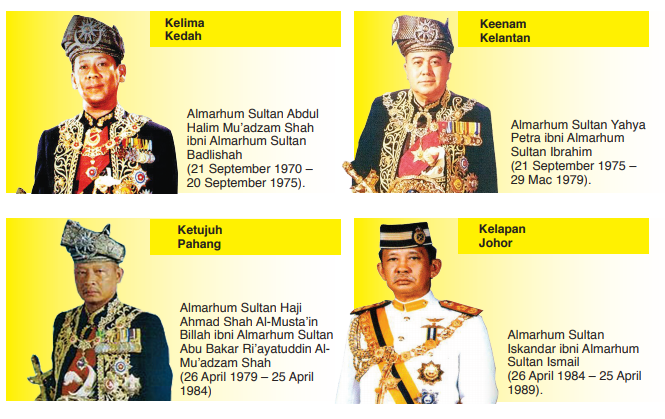 Kelima
Kedah
Almarhum Sultan Abdul
Halim Mu’adzam Shah
ibni Almarhum Sultan
Badlishah
(21 September 1970 –
20 September 1975).
Keenam
Kelantan
Almarhum Sultan Yahya
Petra ibni Almarhum
Sultan Ibrahim
(21 September 1975 –
29 Mac 1979).
Ketujuh
Pahang
Almarhum Sultan Haji
Ahmad Shah Al-Musta’in
Billah ibni Almarhum Sultan
Abu Bakar Ri’ayatuddin Al-
Mu’adzam Shah
(26 April 1979 – 25 April
1984)
Kelapan
Johor
Almarhum Sultan
Iskandar ibni Almarhum
Sultan Ismail
(26 April 1984 – 25 April
1989).